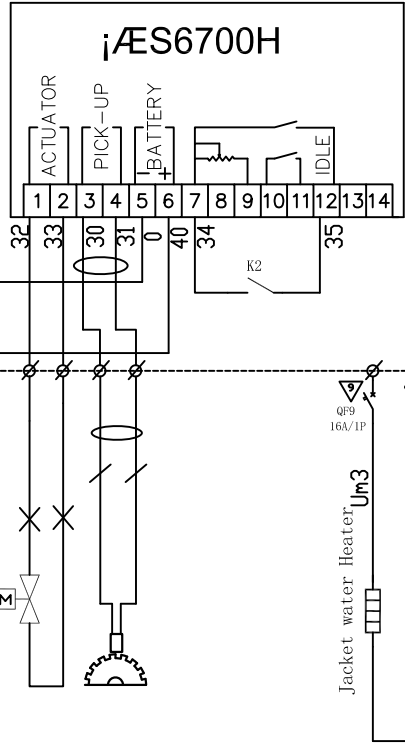 ¡ÆES6700H
ACTUATOR
PICK-UP
BATTERY
- +
IDLE
1 2 3 4 5 6 7 8 9 10 11 12 13 14
32 33 30 31 0 40 34 35
K2
9
QF9
16A/1P
Um3
Jacket water Heater
M